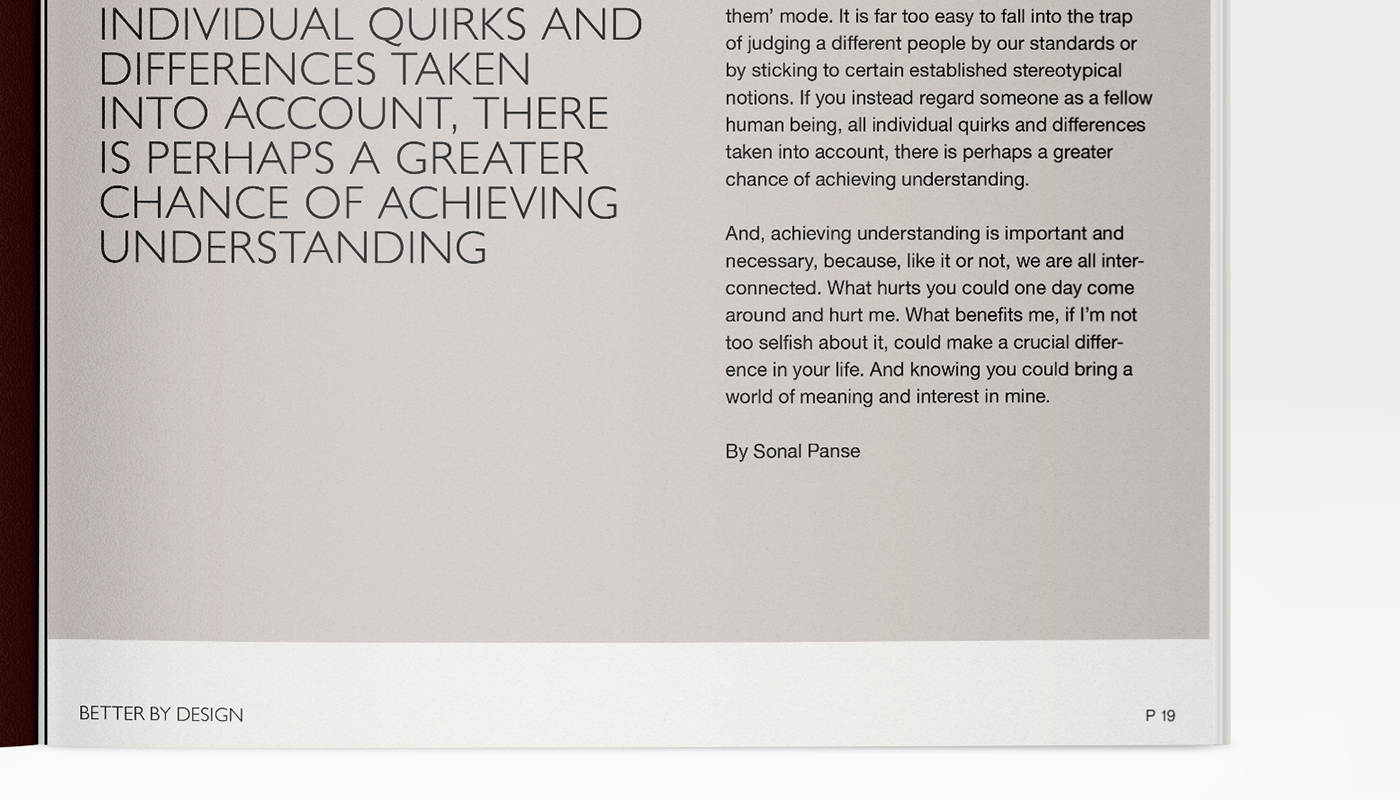 INDIVIDUAL QUIRKS AND
DIFFERENCES TAKEN
INTO ACCOUNT, THERE
IS PERHAPS A GREATER
CHANCE OF ACHIEVING
UNDERSTANDING
them’ mode. It is far too easy to fall into the trap
of judging a different people by our standards or
by sticking to certain established stereotypical
notions. If you instead regard someone as a fellow
human being, all individual quirks and differences
taken into account, there is perhaps a greater
chance of achieving understanding.
And, achieving understanding is important and
necessary, because, like it or not, we are all inter-
connected. What hurts you could one day come
around and hurt me. What benefits me, if I’m not
too selfish about it, could make a crucial differ-
ence in your life. And knowing you could bring a
world of meaning and interest in mine.
By Sonal Panse
BETTER BY DESIGN
P 19